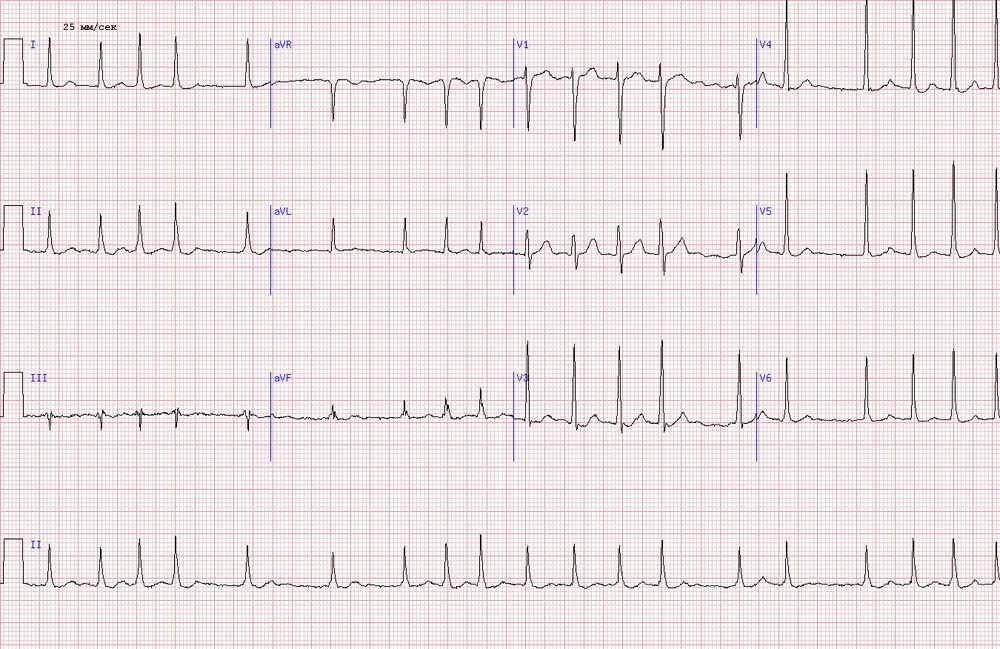 25 мм/сек
I aVR V1 V4
II aVL V2 V5
III aVF V3 V6
II